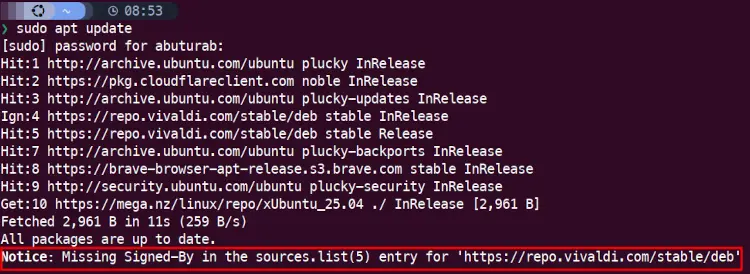 ~ 08:53
❯ sudo apt update
[sudo] password for abuturab:
Hit:1 http://archive.ubuntu.com/ubuntu plucky InRelease
Hit:2 https://pkg.cloudflareclient.com noble InRelease
Hit:3 http://archive.ubuntu.com/ubuntu plucky-updates InRelease
Ign:4 https://repo.vivaldi.com/stable/deb stable InRelease
Hit:5 https://repo.vivaldi.com/stable/deb stable Release
Hit:7 http://archive.ubuntu.com/ubuntu plucky-backports InRelease
Hit:8 https://brave-browser-apt-release.s3.brave.com stable InRelease
Hit:9 http://security.ubuntu.com/ubuntu plucky-security InRelease
Get:10 https://mega.nz/linux/repo/xUbuntu_25.04 ./ InRelease [2,961 B]
Fetched 2,961 B in 11s (259 B/s)
All packages are up to date.
Notice: Missing Signed-By in the sources.list(5) entry for 'https://repo.vivaldi.com/stable/deb'